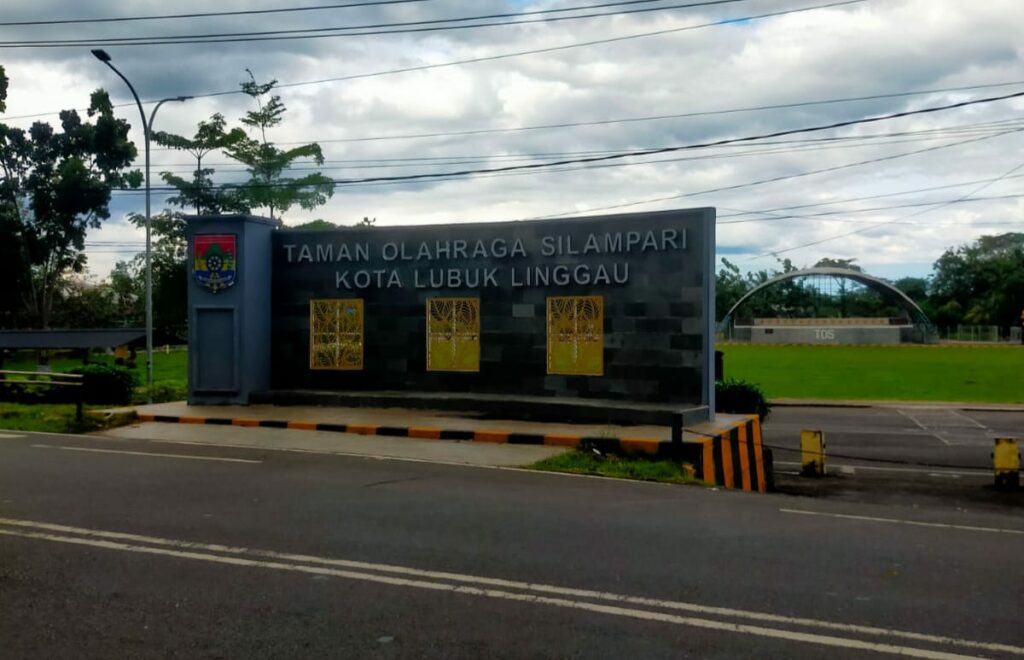 TAMAN OLAHRAGA SILAMPARI
KOTA LUBUK LINGGAU
TOS